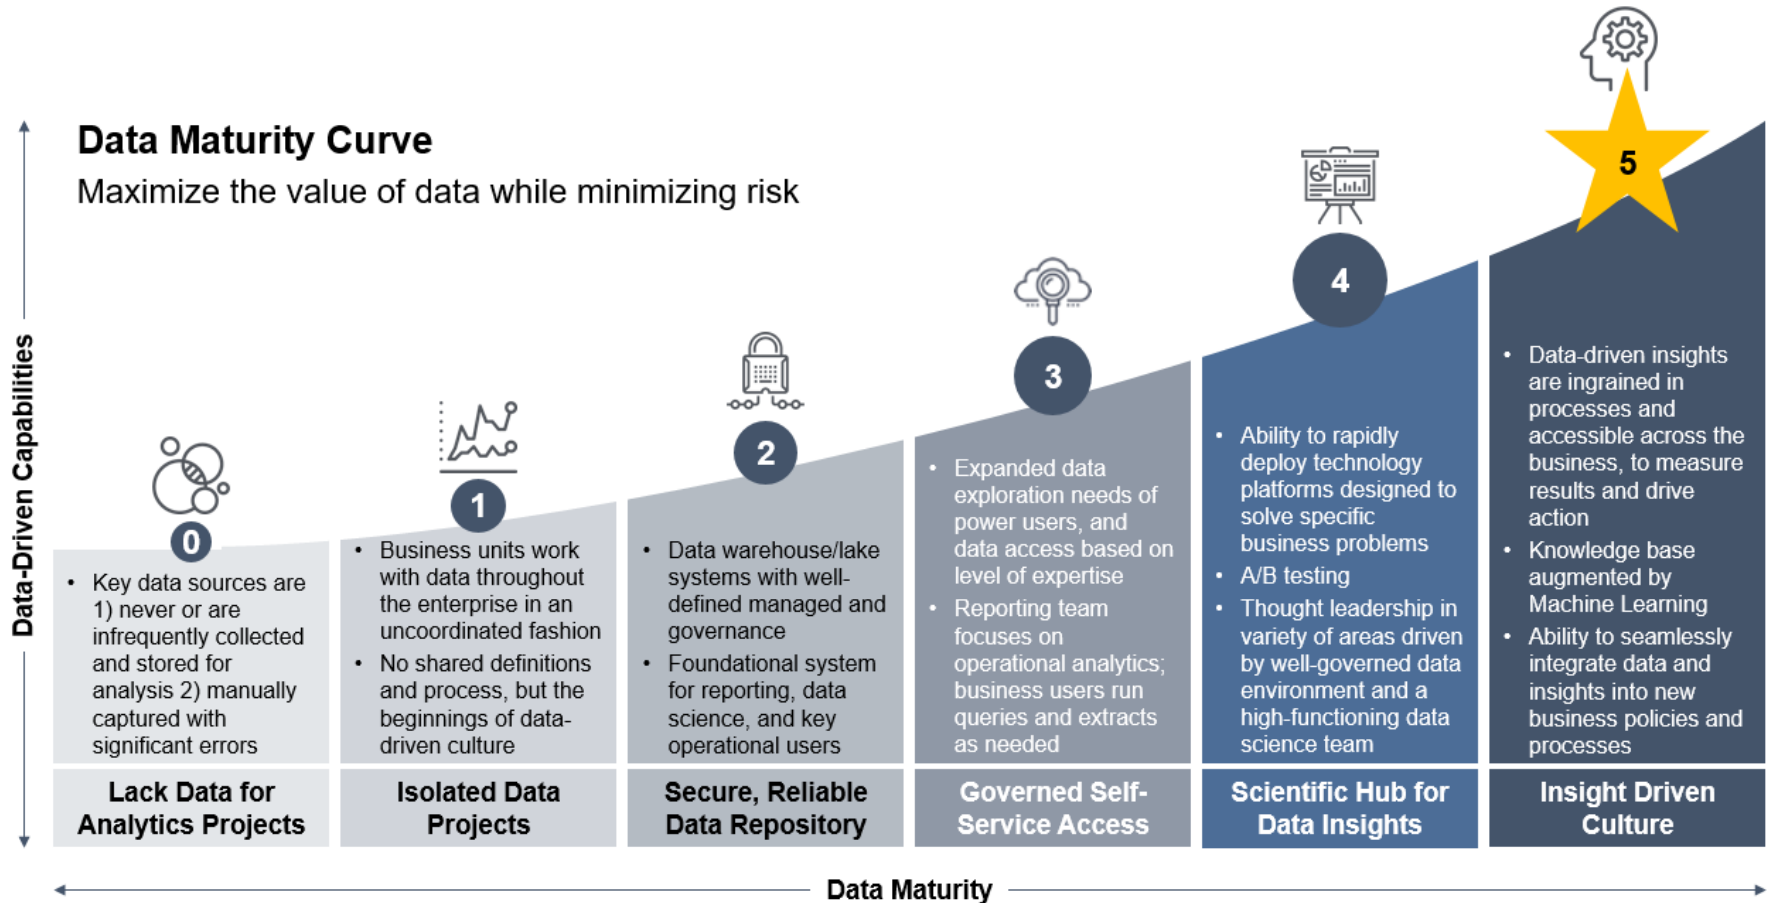 Data Maturity Curve
Maximize the value of data while minimizing risk
Data-Driven Capabilities
0
• Key data sources are
1) never or are
infrequently collected
and stored for
analysis 2) manually
captured with
significant errors
Lack Data for
Analytics Projects
1
• Business units work
with data throughout
the enterprise in an
uncoordinated fashion
• No shared definitions
and process, but the
beginnings of data-
driven culture
Isolated Data
Projects
2
• Data warehouse/lake
systems with well-
defined managed and
governance
• Foundational system
for reporting, data
science, and key
operational users
Secure, Reliable
Data Repository
3
• Expanded data
exploration needs of
power users, and
data access based on
level of expertise
• Reporting team
focuses on
operational analytics;
business users run
queries and extracts
as needed
Governed Self-
Service Access
4
• Ability to rapidly
deploy technology
platforms designed to
solve specific
business problems
• A/B testing
• Thought leadership in
variety of areas driven
by well-governed data
environment and a
high-functioning data
science team
Scientific Hub for
Data Insights
5
• Data-driven insights
are ingrained in
processes and
accessible across the
business, to measure
results and drive
action
• Knowledge base
augmented by
Machine Learning
• Ability to seamlessly
integrate data and
insights into new
business policies and
processes
Insight Driven
Culture
Data Maturity